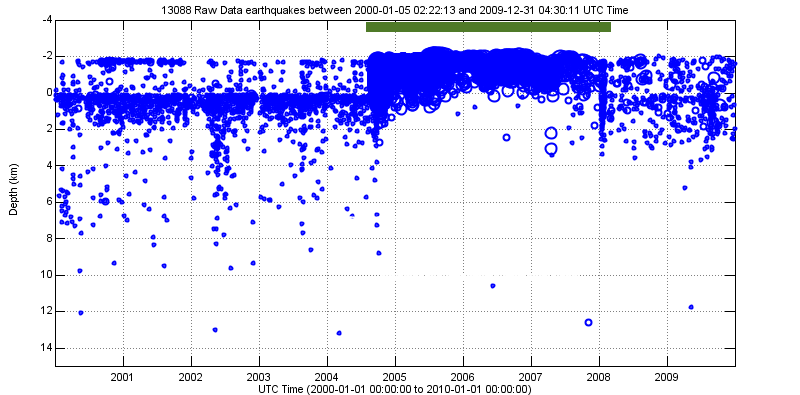 13088 Raw Data earthquakes between 2000-01-05 02:22:13 and 2009-12-31 04:30:11 UTC Time
-4
-2
0
2
4
6
8
10
12
14
Depth (km)
2001 2002 2003 2004 2005 2006 2007 2008 2009
UTC Time (2000-01-01 00:00:00 to 2010-01-01 00:00:00)